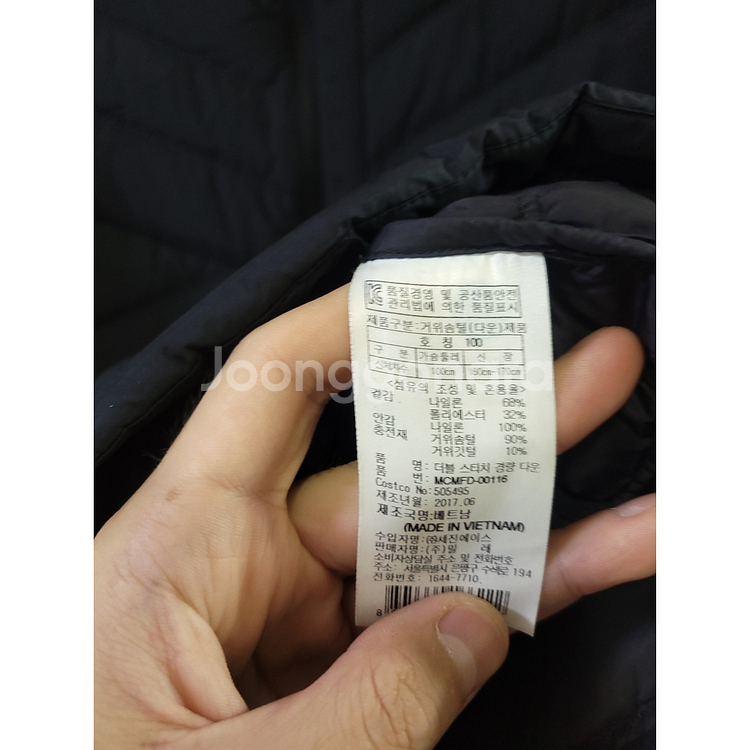 품질경영 및 공산품안전
관리법에 의한 품질표시
제품구분:거위솜털(다운)제품
호 칭 100
구 분 가슴둘레 신 장
신체치수 100cm 160cm-170cm
<섬유의 조성 및 혼용율>
겉감 나일론 68%
폴리에스터 32%
안감 나일론 100%
충전재 거위솜털 90%
거위깃털 10%
품 명: 더블 스티치 경량 다운
품 번: MCMFD-00116
Costco No:505495
제조년월: 2017.06
제조국명:베트남
(MADE IN VIETNAM)
수입자명:㈜세진에이스
판매자명:(주)밀 레
소비자상담실 주소 및 전화번호
주소: 서울특별시 은평구 수색로 194
전화번호: 1644-7710.
8